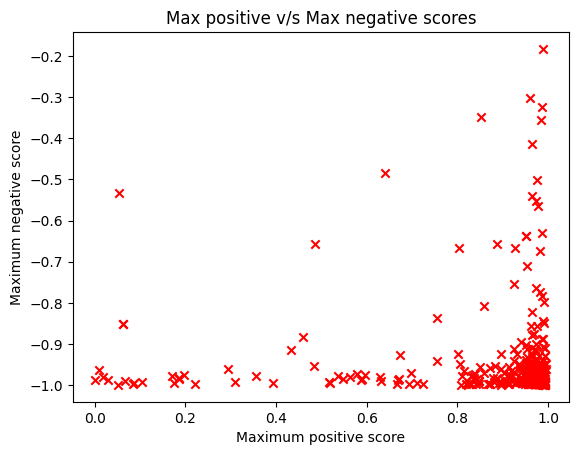 Max positive v/s Max negative scores
−0.2
−0.3
−0.4
−0.5
−0.6
−0.7
−0.8
−0.9
−1.0
Maximum negative score
0.0 0.2 0.4 0.6 0.8 1.0
Maximum positive score